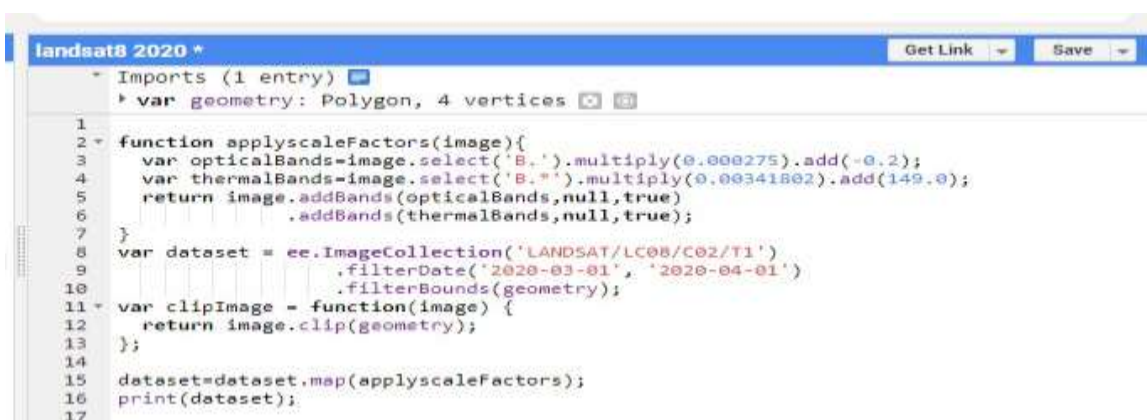 landsat8 2020 *
Get Link
Save
Imports (1 entry)
var geometry: Polygon, 4 vertices
1
2 function applyscaleFactors(image){
3 var opticalBands=image.select('B.').multiply(0.000275).add(-0.2);
4 var thermalBands=image.select('B.*').multiply(0.00341802).add(149.0);
5 return image.addBands(opticalBands,null,true)
6 .addBands(thermalBands,null,true);
7 }
8 var dataset = ee.ImageCollection('LANDSAT/LC08/C02/T1')
9 .filterDate('2020-03-01', '2020-04-01')
10 .filterBounds(geometry);
11 var clipImage = function(image) {
12 return image.clip(geometry);
13 };
14
15 dataset=dataset.map(applyscaleFactors);
16 print(dataset);
17